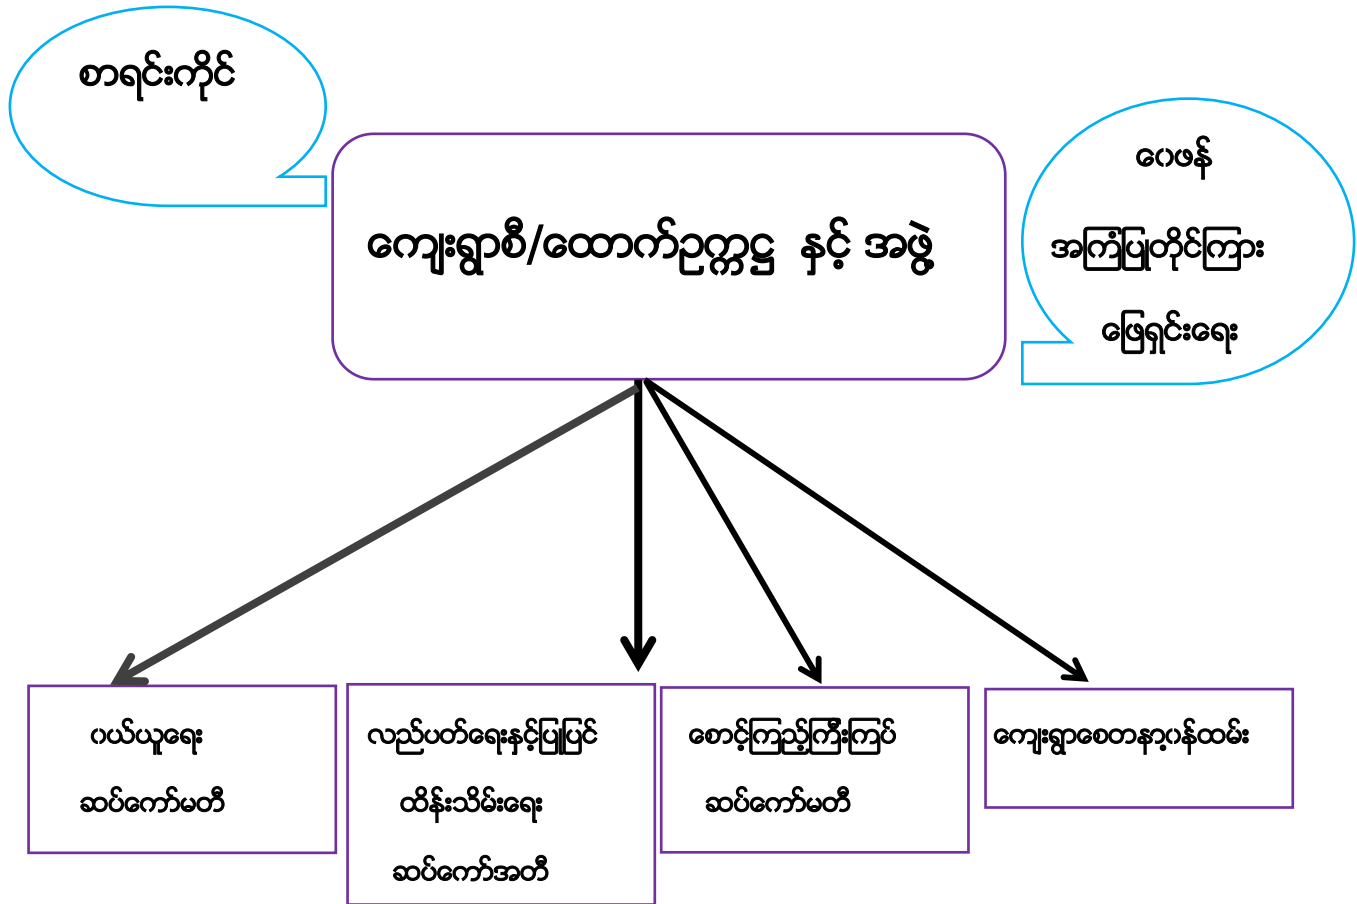 စာရင်းကိုင်
ဝေဖန်
အကြံပြုတိုင်ကြား
ဖြေရှင်းရေး
ကျေးရွာစီ/ထောက်ဥက္ကဋ္ဌ နှင့် အဖွဲ့
ဝယ်ယူရေး
ဆပ်ကော်မတီ
လည်ပတ်ရေးနှင့်ပြုပြင်
ထိန်းသိမ်းရေး
ဆပ်ကော်အတီ
စောင့်ကြည့်ကြီးကြပ်
ဆပ်ကော်မတီ
ကျေးရွာစေတနာ့ဝန်ထမ်း